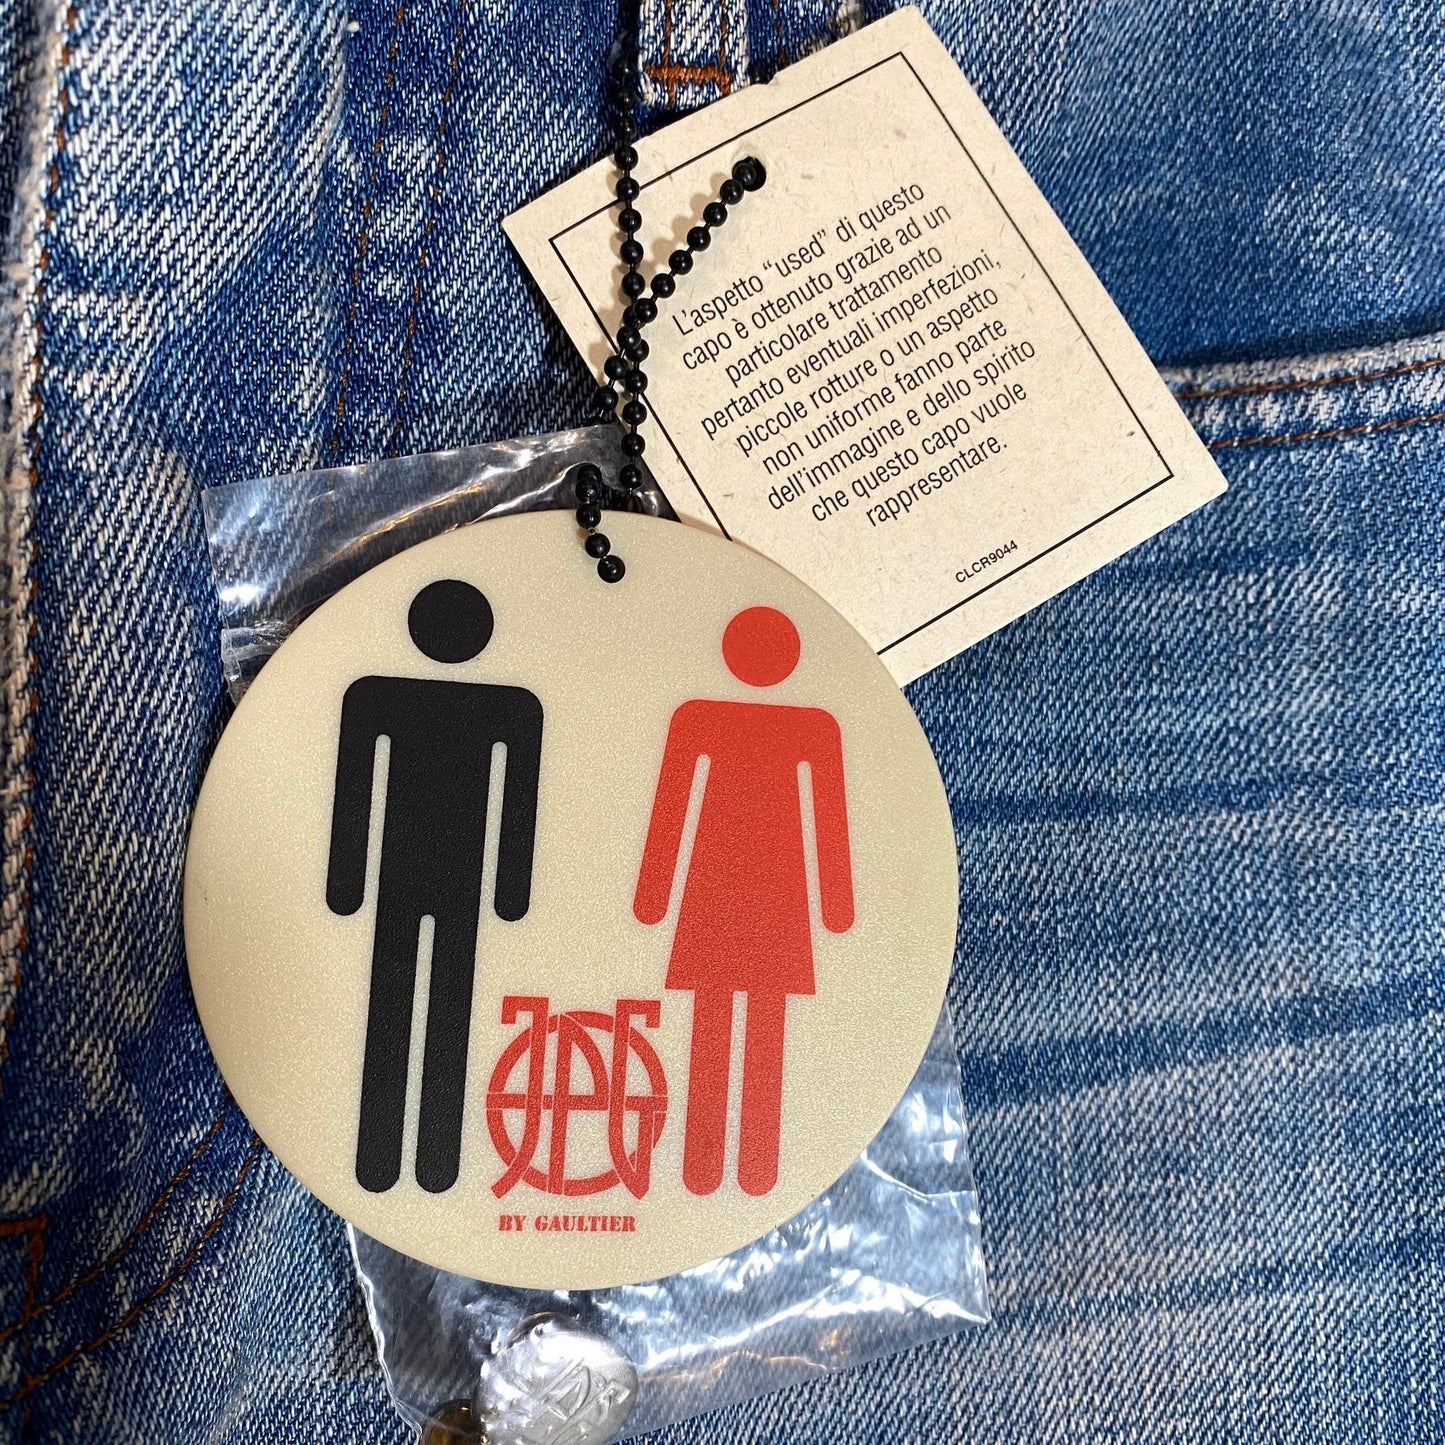 L'aspetto “used” di questo
capo è ottenuto grazie ad un
particolare trattamento
pertanto eventuali imperfezioni,
piccole rotture o un aspetto
non uniforme fanno parte
dell'immagine e dello spirito
che questo capo vuole
rappresentare.
CLCR9044
JPG
BY GAULTIER